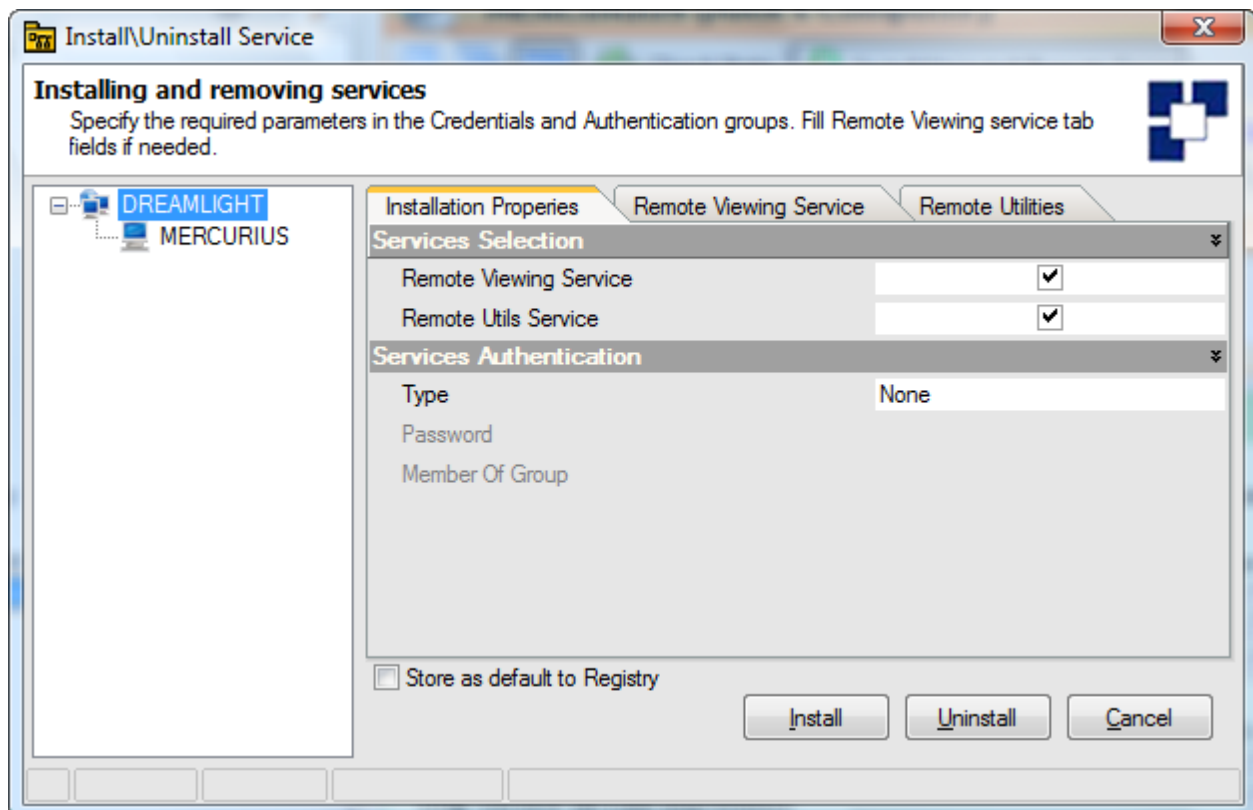 Install\Uninstall Service
Installing and removing services
Specify the required parameters in the Credentials and Authentication groups. Fill Remote Viewing service tab
fields if needed.
DREAMLIGHT
MERCURIUS
Installation Properies
Remote Viewing Service
Remote Utilities
Services Selection
Remote Viewing Service
Remote Utils Service
Services Authentication
Type None
Password
Member Of Group
Store as default to Registry
Install Uninstall Cancel